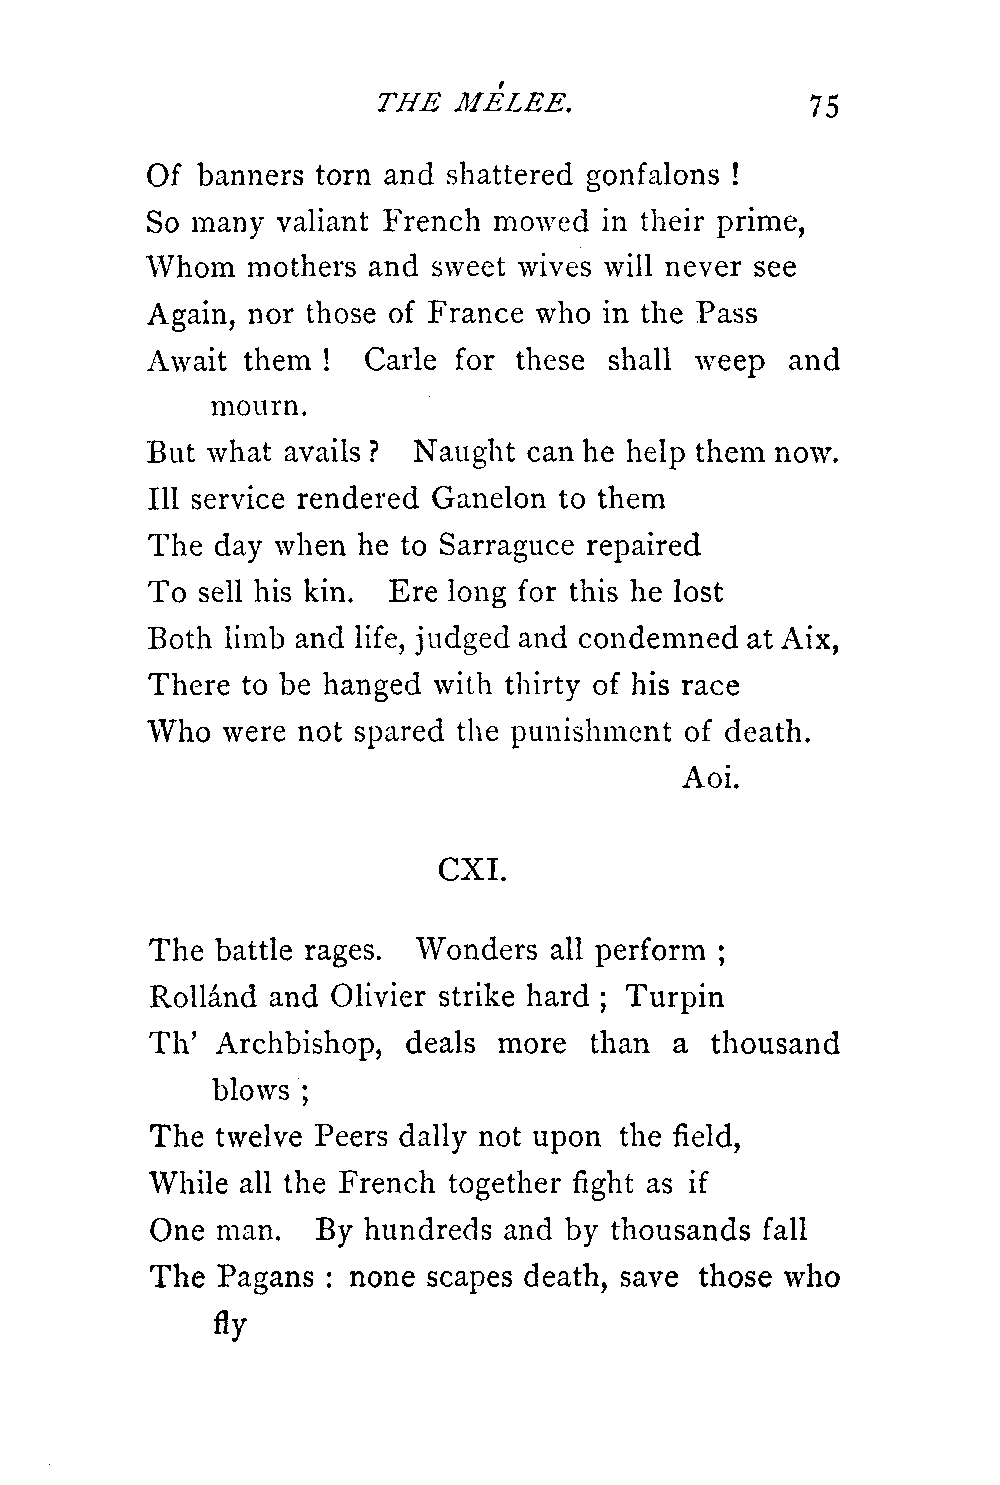 THE MÉLEE. 75
Of banners torn and shattered gonfalons !
So many valiant French mowed in their prime,
Whom mothers and sweet wives will never see
Again, nor those of France who in the Pass
Await them ! Carle for these shall weep and
mourn.
But what avails ? Naught can he help them now.
Ill service rendered Ganelon to them
The day when he to Sarraguce repaired
To sell his kin. Ere long for this he lost
Both limb and life, judged and condemned at Aix,
There to be hanged with thirty of his race
Who were not spared the punishment of death.
Aoi.
CXI.
The battle rages. Wonders all perform ;
Rollánd and Olivier strike hard ; Turpin
Th' Archbishop, deals more than a thousand
blows ;
The twelve Peers dally not upon the field,
While all the French together fight as if
One man. By hundreds and by thousands fall
The Pagans : none scapes death, save those who
fly